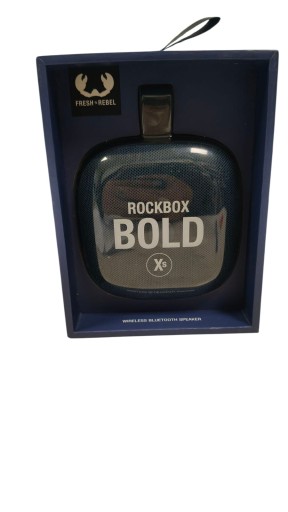 FRESH 'N REBEL
ROCKBOX
BOLD
Xs
WIRELESS BLUETOOTH SPEAKER